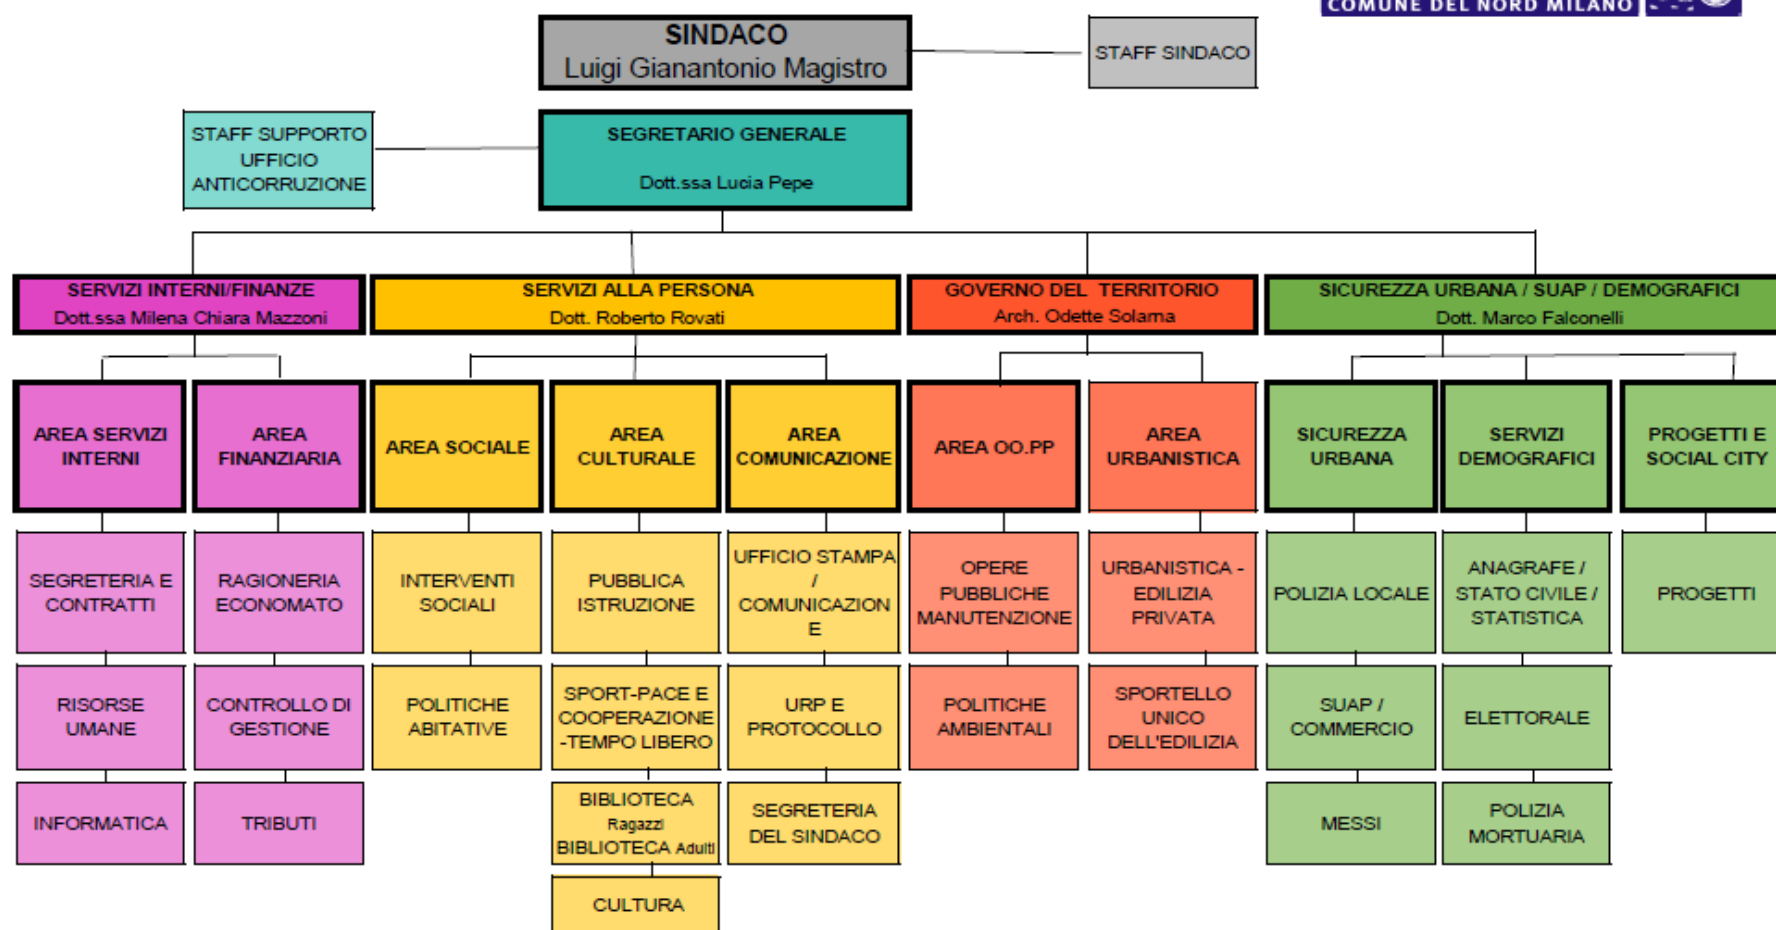 COMUNE DEL NORD MILANO
SINDACO
Luigi Gianantonio Magistro
STAFF SINDACO
STAFF SUPPORTO
UFFICIO
ANTICORRUZIONE
SEGRETARIO GENERALE
Dott.ssa Lucia Pepe
SERVIZI INTERNI/FINANZE
Dott.ssa Milena Chiara Mazzoni
SERVIZI ALLA PERSONA
Dott. Roberto Rovati
GOVERNO DEL TERRITORIO
Arch. Odette Solarna
SICUREZZA URBANA / SUAP / DEMOGRAFICI
Dott. Marco Falconelli
AREA SERVIZI
INTERNI
AREA
FINANZIARIA
AREA SOCIALE
AREA
CULTURALE
AREA
COMUNICAZIONE
AREA OO.PP
AREA
URBANISTICA
SICUREZZA
URBANA
SERVIZI
DEMOGRAFICI
PROGETTI E
SOCIAL CITY
SEGRETERIA E
CONTRATTI
RAGIONERIA
ECONOMATO
INTERVENTI
SOCIALI
PUBBLICA
ISTRUZIONE
UFFICIO STAMPA
/
COMUNICAZION
E
OPERE
PUBBLICHE
MANUTENZIONE
URBANISTICA -
EDILIZIA
PRIVATA
POLIZIA LOCALE
ANAGRAFE /
STATO CIVILE /
STATISTICA
PROGETTI
RISORSE
UMANE
CONTROLLO DI
GESTIONE
POLITICHE
ABITATIVE
SPORT-PACE E
COOPERAZIONE
-TEMPO LIBERO
URP E
PROTOCOLLO
POLITICHE
AMBIENTALI
SPORTELLO
UNICO
DELL'EDILIZIA
SUAP /
COMMERCIO
ELETTORALE
INFORMATICA
TRIBUTI
BIBLIOTECA
Ragazzi
BIBLIOTECA Adulti
SEGRETERIA
DEL SINDACO
MESSI
POLIZIA
MORTUARIA
CULTURA